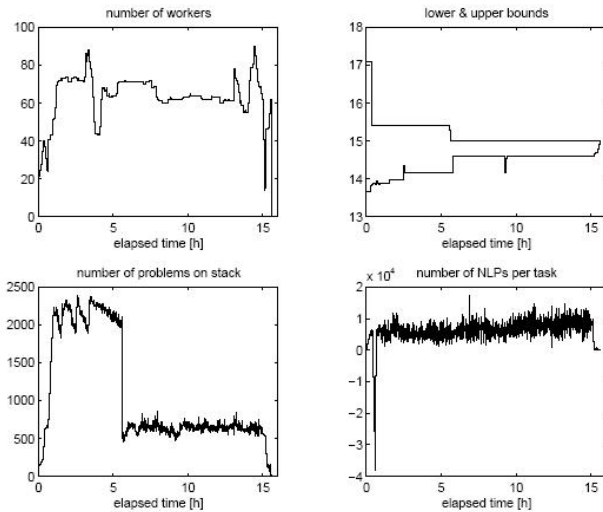 number of workers
100
80
60
40
20
0
0 5 10 15
elapsed time [h]
lower & upper bounds
18
17
16
15
14
13
0 5 10 15
elapsed time [h]
number of problems on stack
2500
2000
1500
1000
500
0
0 5 10 15
elapsed time [h]
number of NLPs per task
x 10^4
2
1
0
-1
-2
-3
-4
0 5 10 15
elapsed time [h]